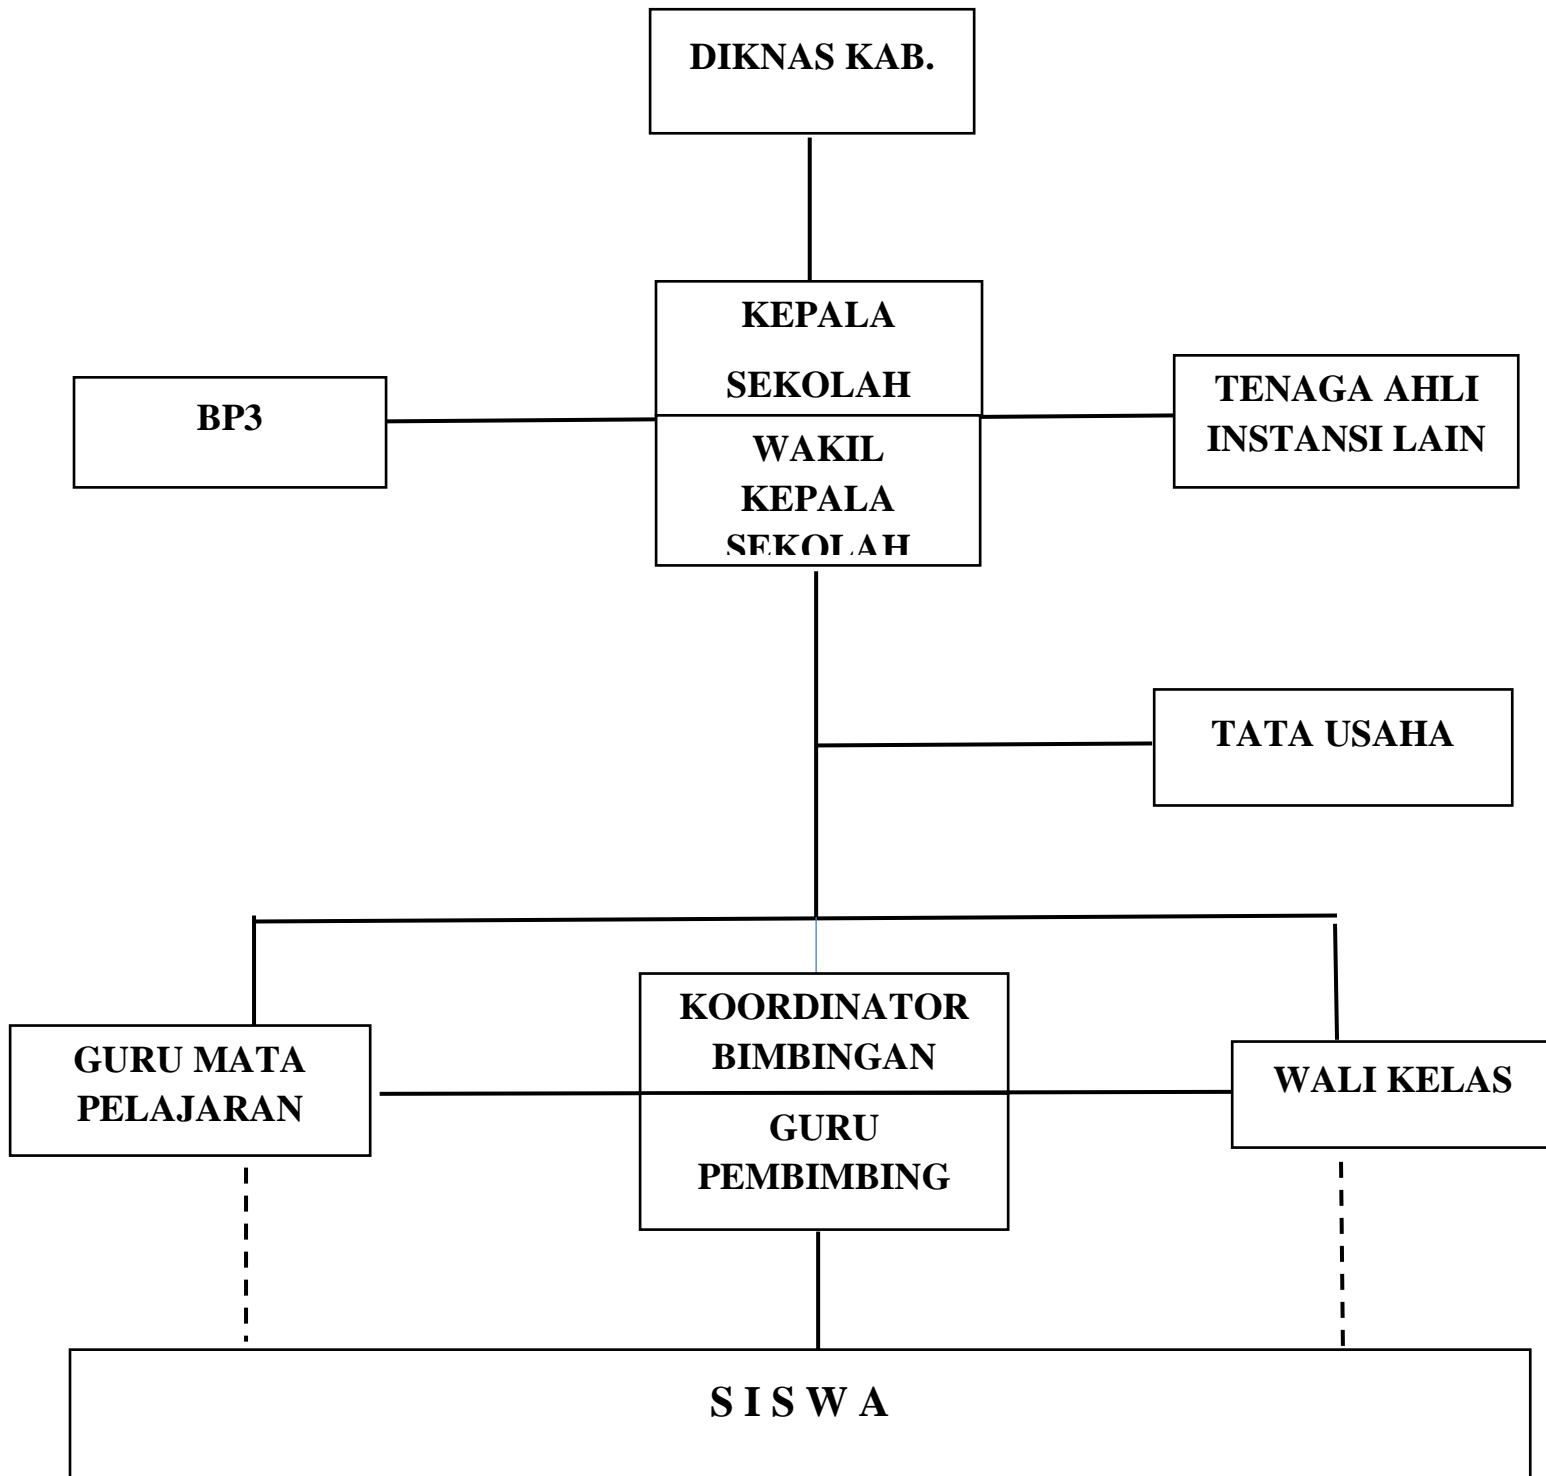 DIKNAS KAB.
KEPALA
SEKOLAH
BP3
TENAGA AHLI
INSTANSI LAIN
WAKIL
KEPALA
SEKOLAH
TATA USAHA
KOORDINATOR
BIMBINGAN
GURU MATA
PELAJARAN
WALI KELAS
GURU
PEMBIMBING
S I S W A